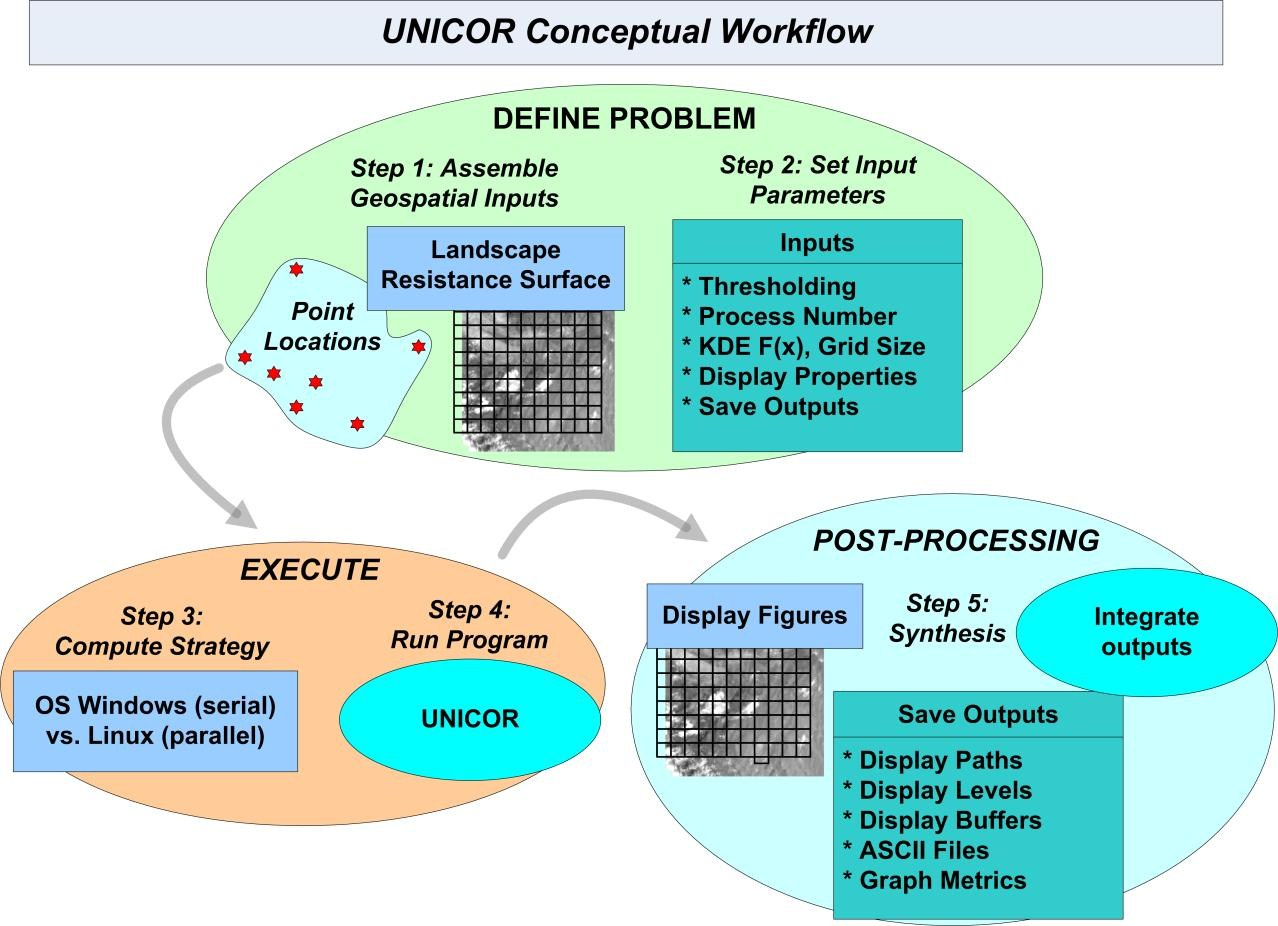 UNICOR Conceptual Workflow
DEFINE PROBLEM
Step 1: Assemble
Geospatial Inputs
Step 2: Set Input
Parameters
Landscape
Resistance Surface
Point
Locations
Inputs
* Thresholding
* Process Number
* KDE F(x), Grid Size
* Display Properties
* Save Outputs
EXECUTE
Step 3:
Compute Strategy
OS Windows (serial)
vs. Linux (parallel)
Step 4:
Run Program
UNICOR
POST-PROCESSING
Display Figures
Step 5:
Synthesis
Integrate
outputs
Save Outputs
* Display Paths
* Display Levels
* Display Buffers
* ASCII Files
* Graph Metrics